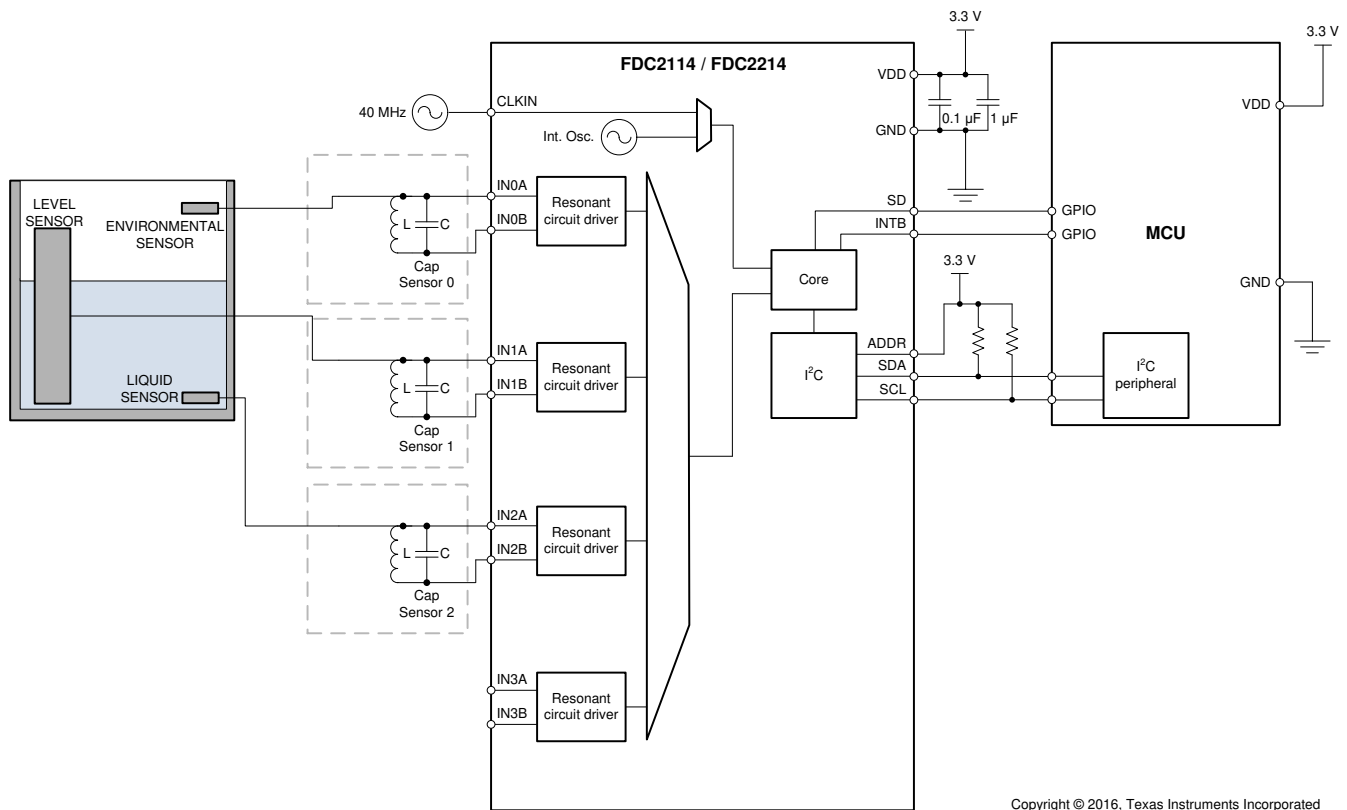 3.3 V
3.3 V
FDC2114 / FDC2214
VDD
CLKIN
40 MHz
VDD
0.1 µF
1 µF
Int. Osc.
GND
LEVEL
SENSOR
ENVIRONMENTAL
SENSOR
IN0A
Resonant
circuit driver
IN0B
L
C
Cap
Sensor 0
SD
GPIO
INTB
GPIO
MCU
Core
3.3 V
GND
IN1A
Resonant
circuit driver
IN1B
L
C
Cap
Sensor 1
ADDR
I²C
SDA
SCL
I²C
peripheral
LIQUID
SENSOR
IN2A
Resonant
circuit driver
IN2B
L
C
Cap
Sensor 2
IN3A
Resonant
circuit driver
IN3B
Copyright © 2016, Texas Instruments Incorporated